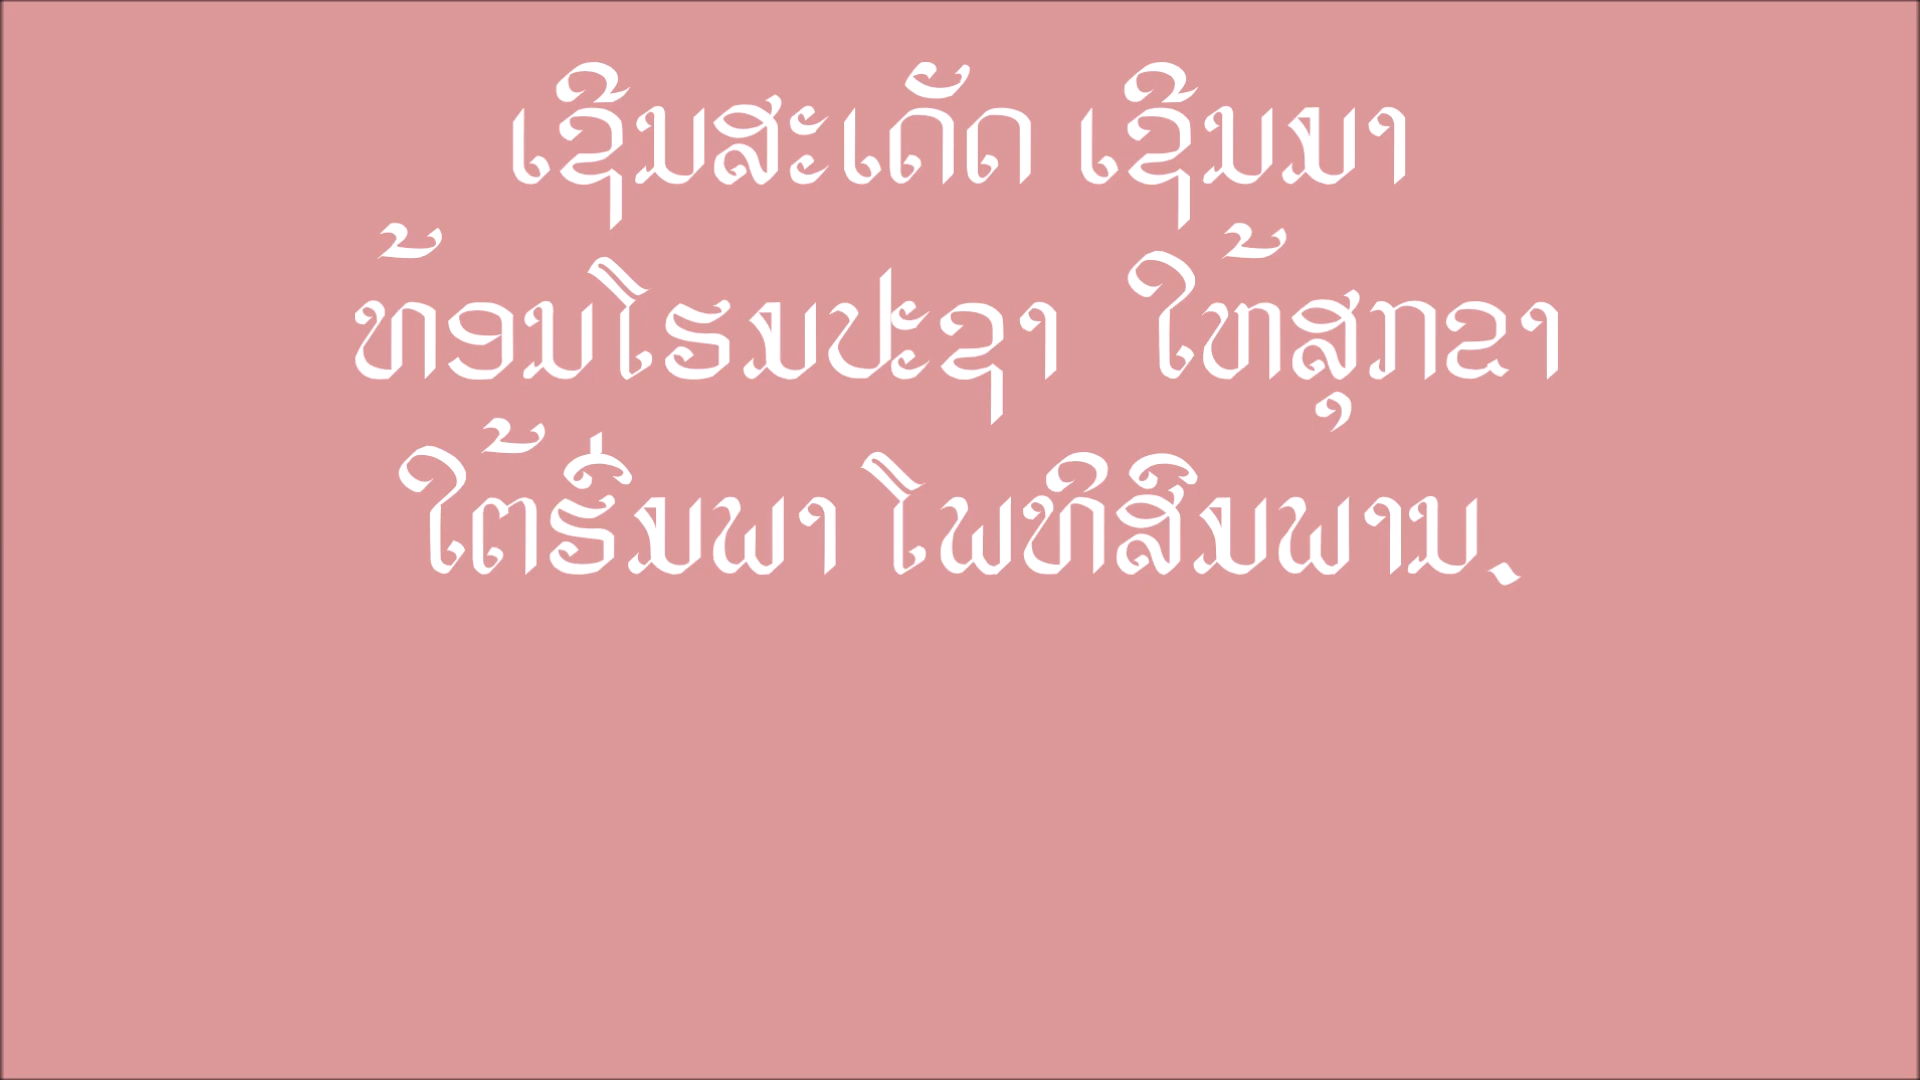 ເຊີນສະເດັດ ເຊີນມາ
ທ້ອນໂຮມປະຊາ ໃຫ້ສຸກຂາ
ໃຕ້ຮົ່ມພາ ໂພທິສົມພານ.